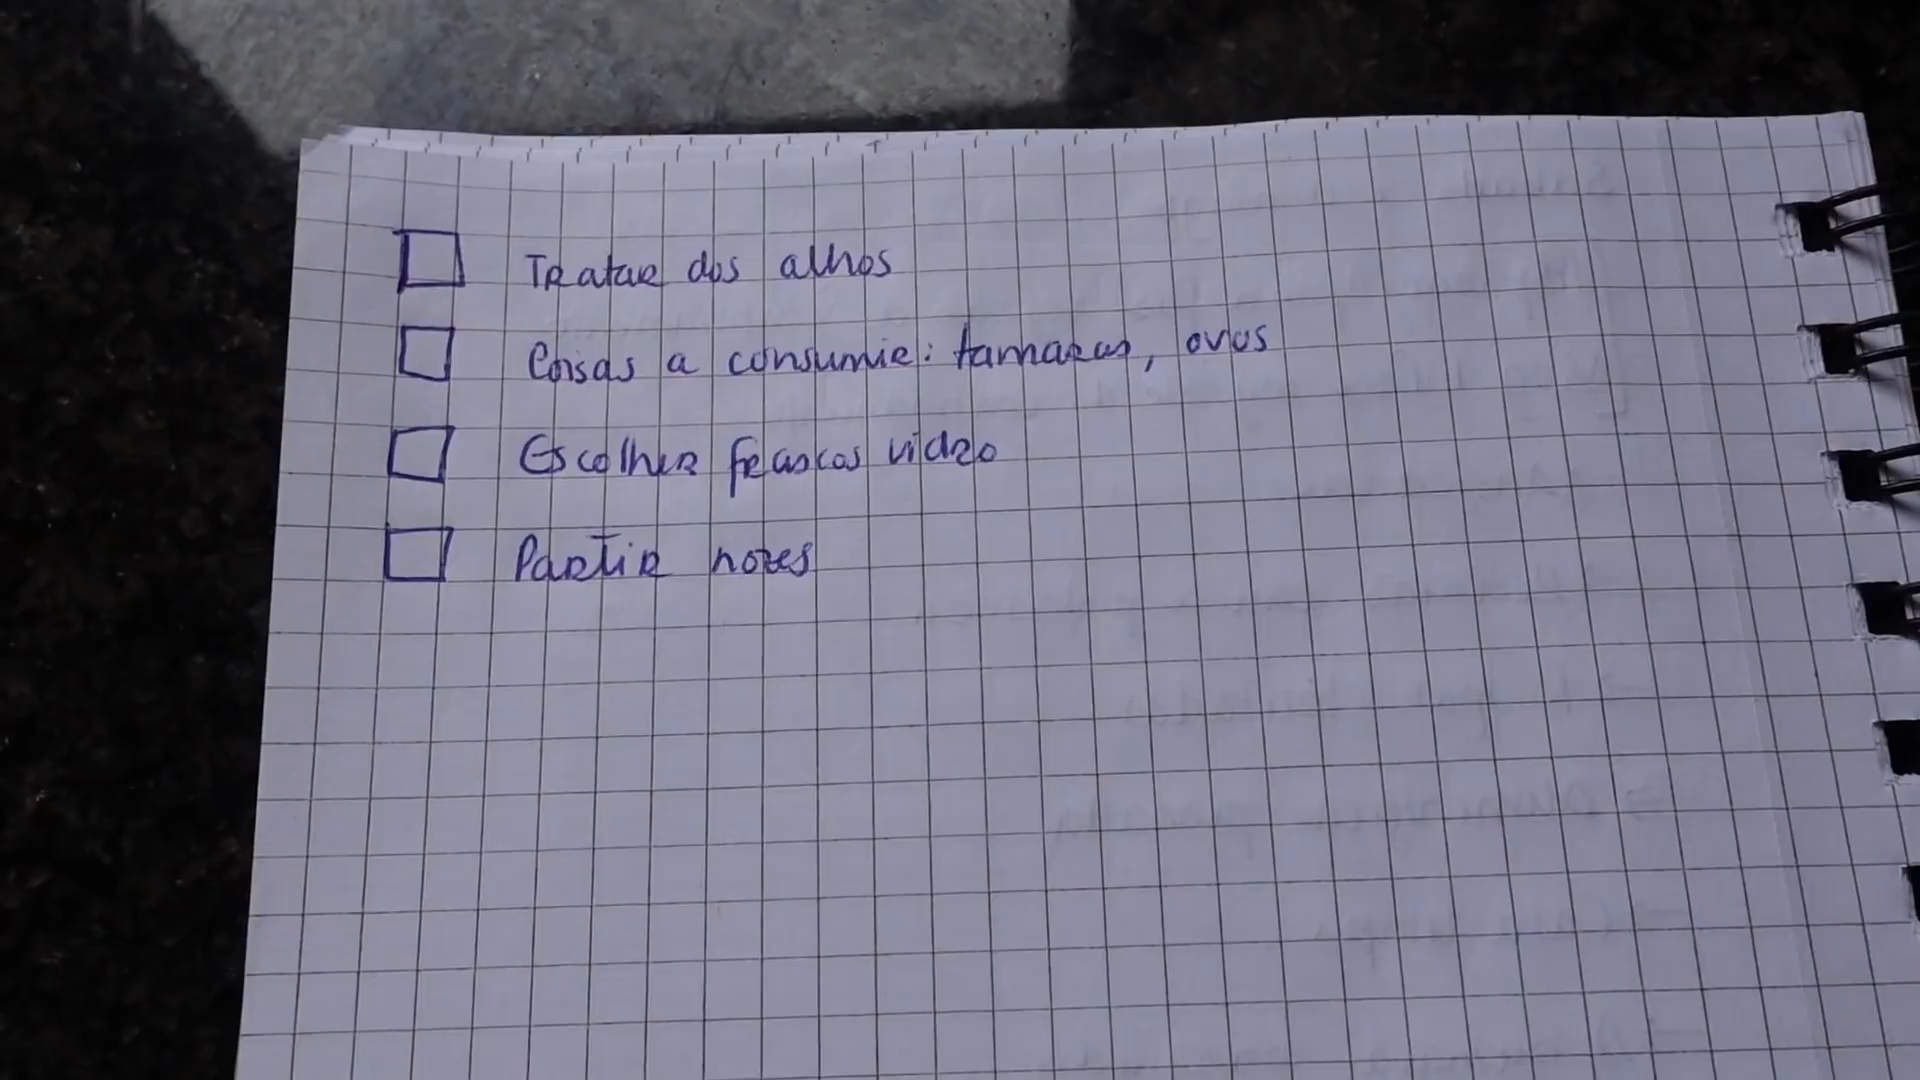 Tratar dos alhos
Coisas a consumir: tamaras, ovos
Escolher frascos vidro
Partir nozes